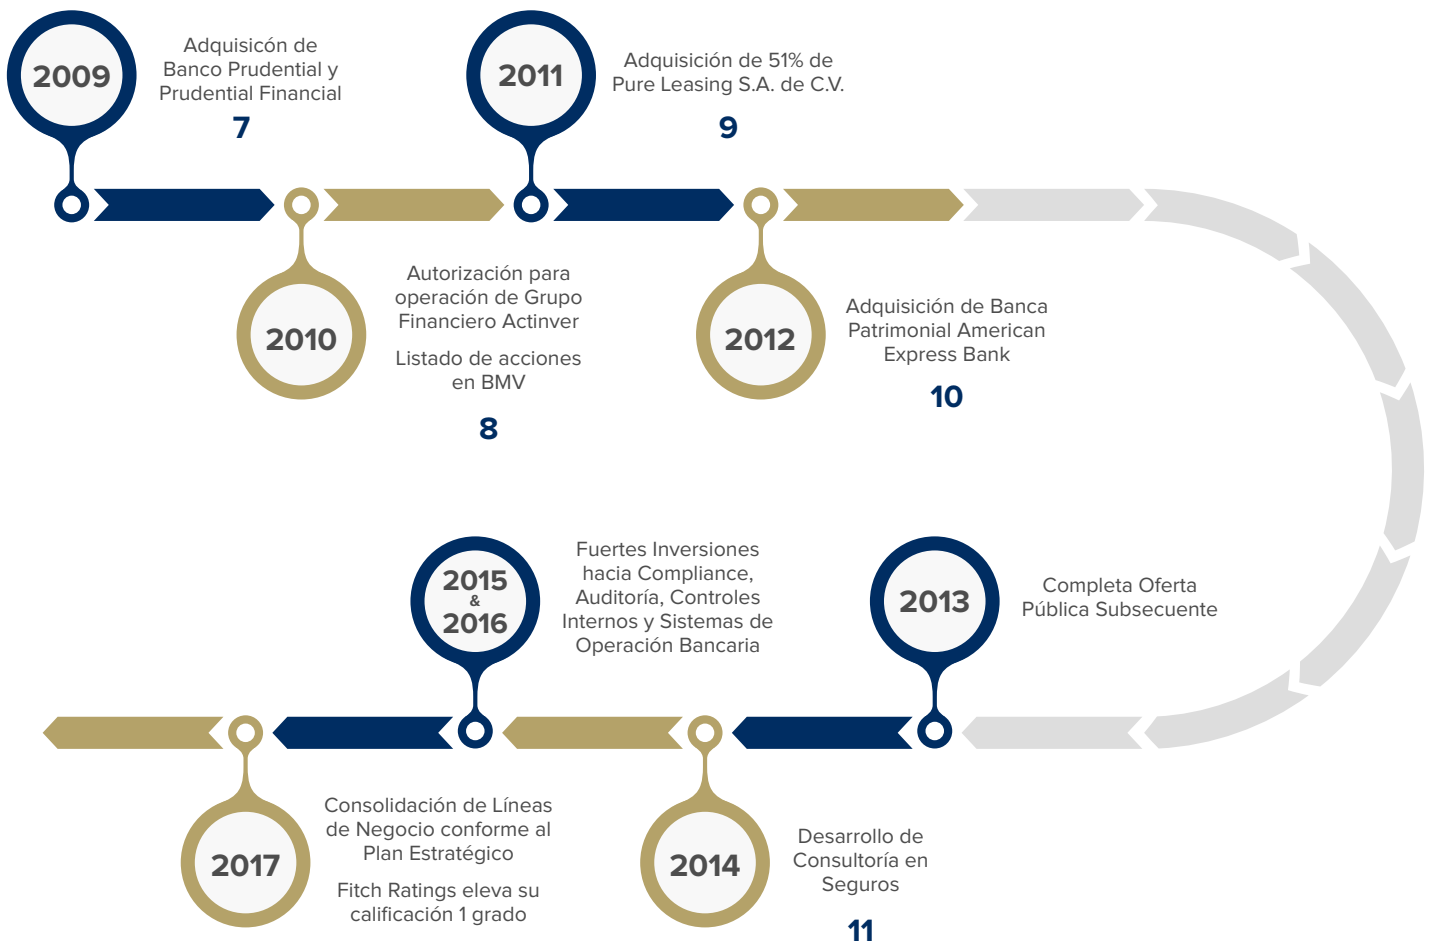 2009
Adquisicón de
Banco Prudential y
Prudential Financial
7
2010
Autorización para
operación de Grupo
Financiero Actinver
Listado de acciones
en BMV
8
2011
Adquisición de 51% de
Pure Leasing S.A. de C.V.
9
2012
Adquisición de Banca
Patrimonial American
Express Bank
10
2013
Completa Oferta
Pública Subsecuente
2014
Desarrollo de
Consultoría en
Seguros
11
2015
&
2016
Fuertes Inversiones
hacia Compliance,
Auditoría, Controles
Internos y Sistemas de
Operación Bancaria
2017
Consolidación de Líneas
de Negocio conforme al
Plan Estratégico
Fitch Ratings eleva su
calificación 1 grado